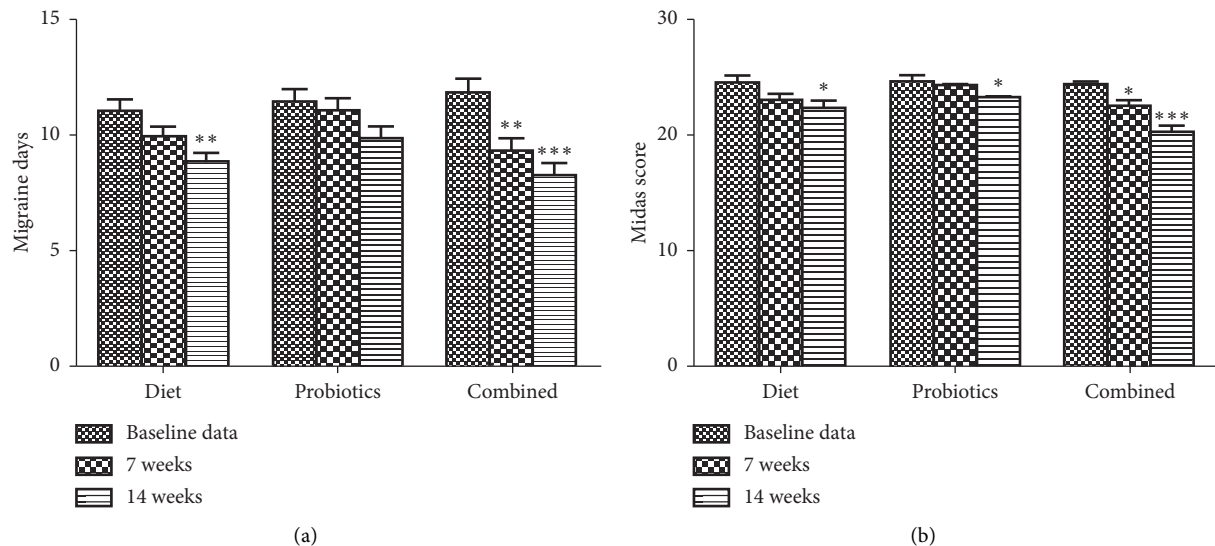 15
10
5
0
Migraine days
**
**
***
Diet
Probiotics
Combined
Baseline data
7 weeks
14 weeks
(a)
30
20
10
0
Midas score
*
*
*
***
Diet
Probiotics
Combined
Baseline data
7 weeks
14 weeks
(b)